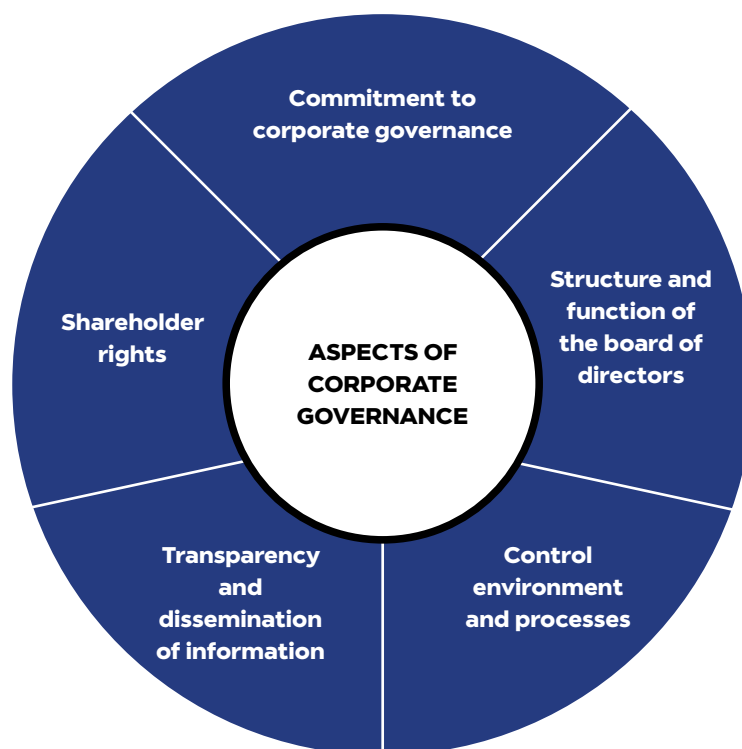 Commitment to
corporate governance
Structure and
function of
the board of
directors
Shareholder
rights
ASPECTS OF
CORPORATE
GOVERNANCE
Transparency
and
dissemination
of information
Control
environment
and processes